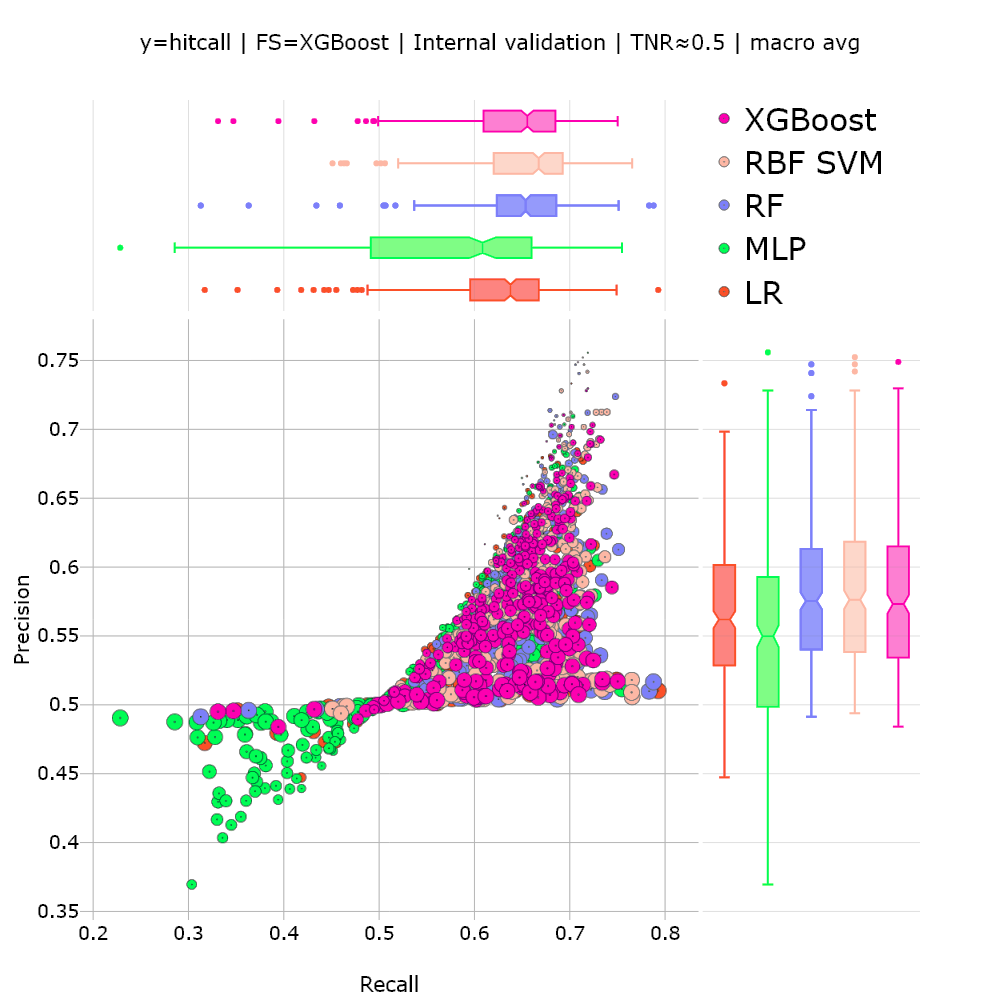 y=hitcall | FS=XGBoost | Internal validation | TNR≈0.5 | macro avg
XGBoost
RBF SVM
RF
MLP
LR
0.75
0.7
0.65
0.6
0.55
0.5
0.45
0.4
0.35
Precision
0.2 0.3 0.4 0.5 0.6 0.7 0.8
Recall